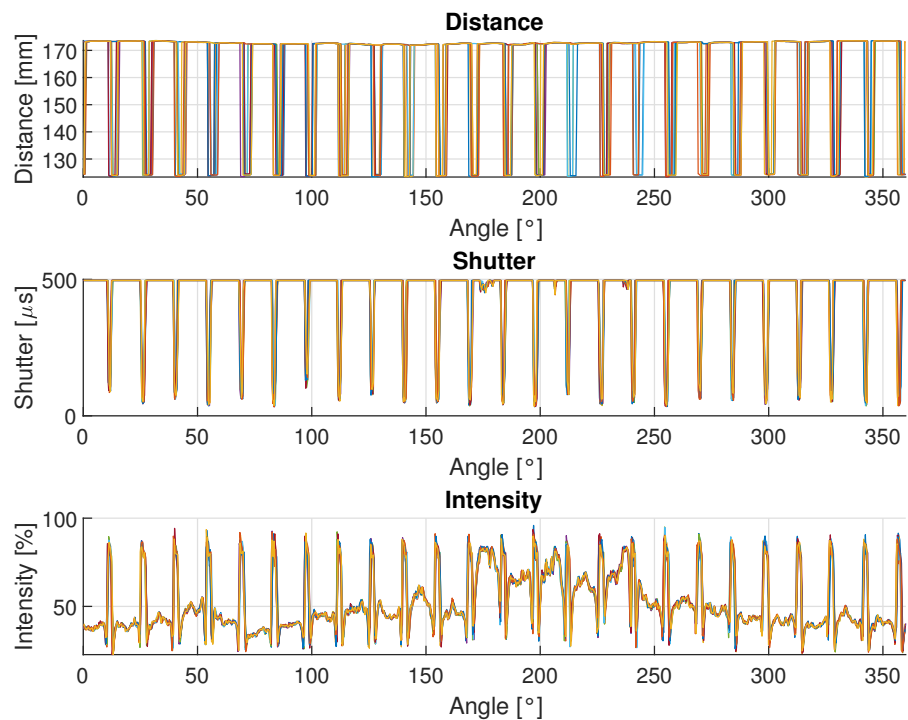 Distance
Distance [mm]
170
160
150
140
130
0 50 100 150 200 250 300 350
Angle [°]
Shutter
Shutter [μs]
500
0
0 50 100 150 200 250 300 350
Angle [°]
Intensity
Intensity [%]
100
50
0 50 100 150 200 250 300 350
Angle [°]